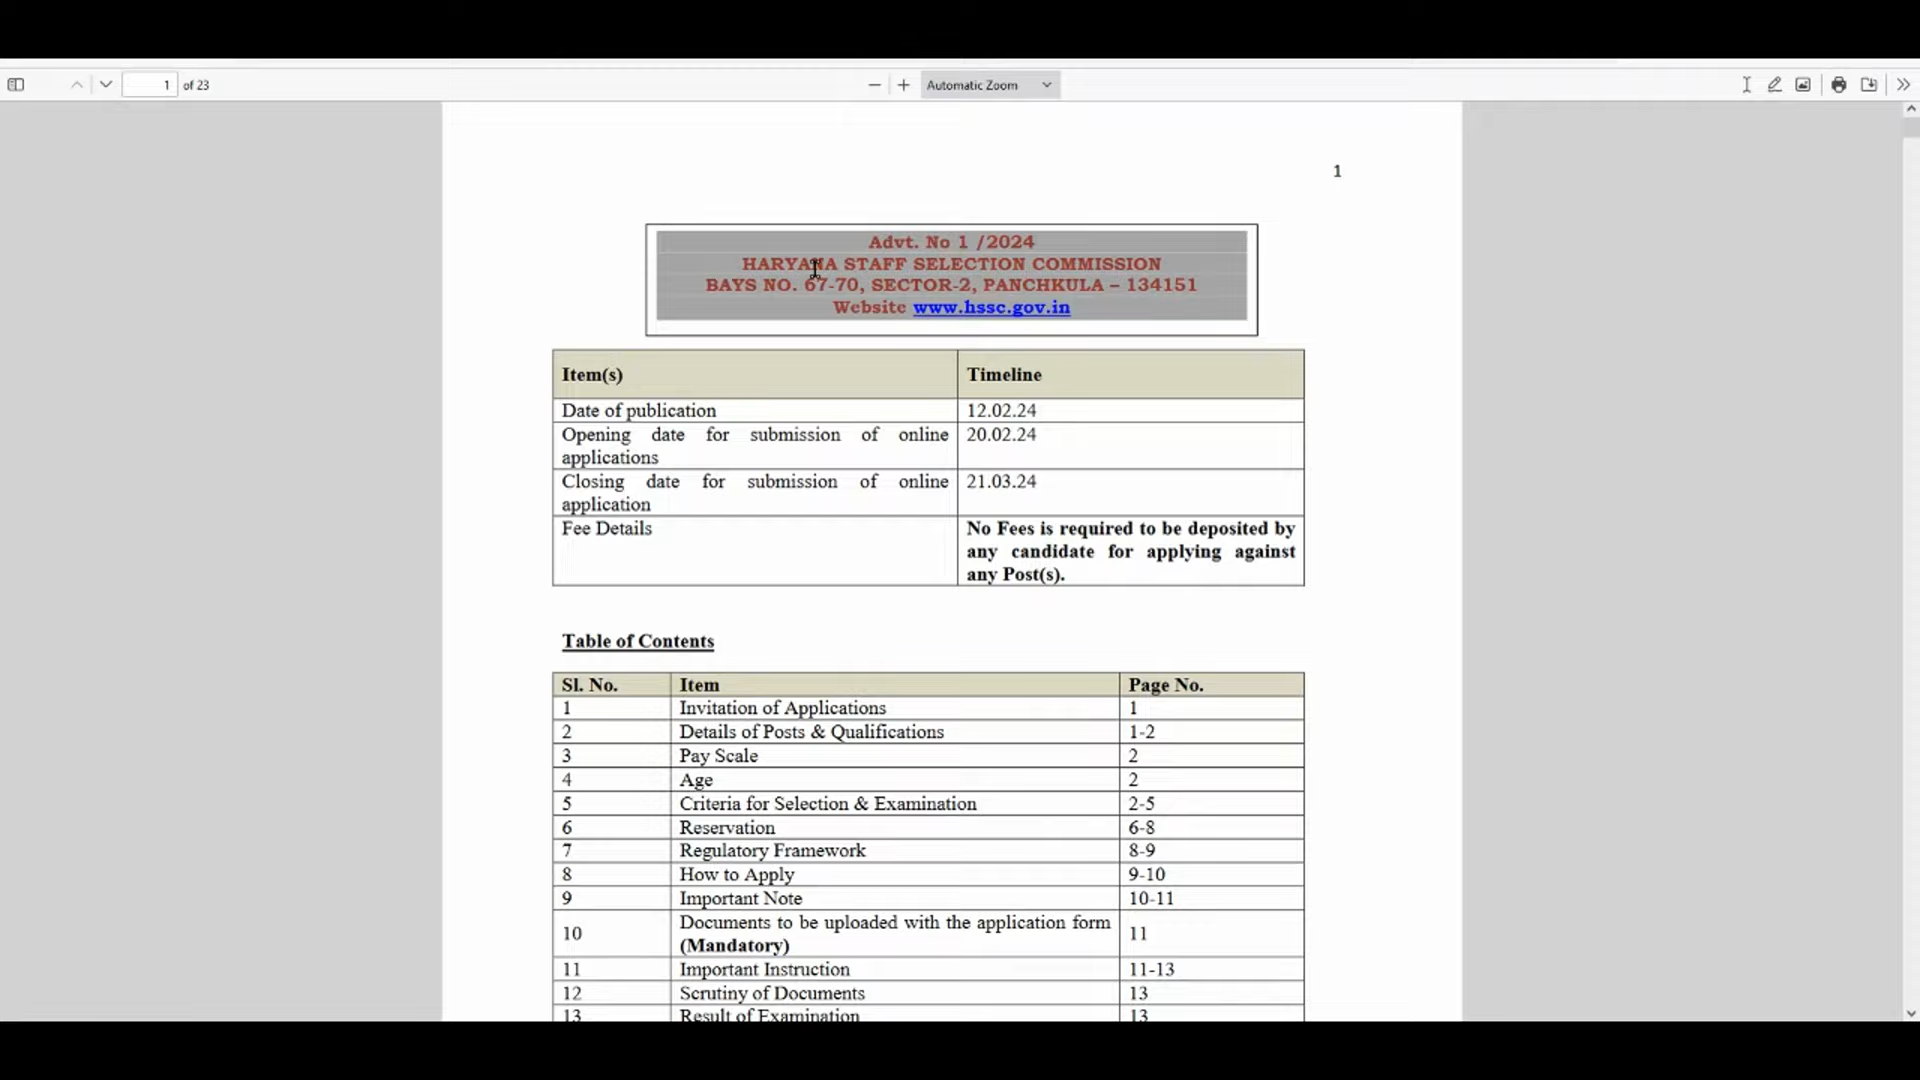 1 of 23 Automatic Zoom
1
Advt. No 1 /2024
HARYANA STAFF SELECTION COMMISSION
BAYS NO. 67-70, SECTOR-2, PANCHKULA – 134151
Website www.hssc.gov.in
Item(s) Timeline
Date of publication 12.02.24
Opening date for submission of online 20.02.24
applications
Closing date for submission of online 21.03.24
application
Fee Details No Fees is required to be deposited by
any candidate for applying against
any Post(s).
Table of Contents
Sl. No. Item Page No.
1 Invitation of Applications 1
2 Details of Posts & Qualifications 1-2
3 Pay Scale 2
4 Age 2
5 Criteria for Selection & Examination 2-5
6 Reservation 6-8
7 Regulatory Framework 8-9
8 How to Apply 9-10
9 Important Note 10-11
10 Documents to be uploaded with the application form 11
(Mandatory)
11 Important Instruction 11-13
12 Scrutiny of Documents 13
13 Result of Examination 13